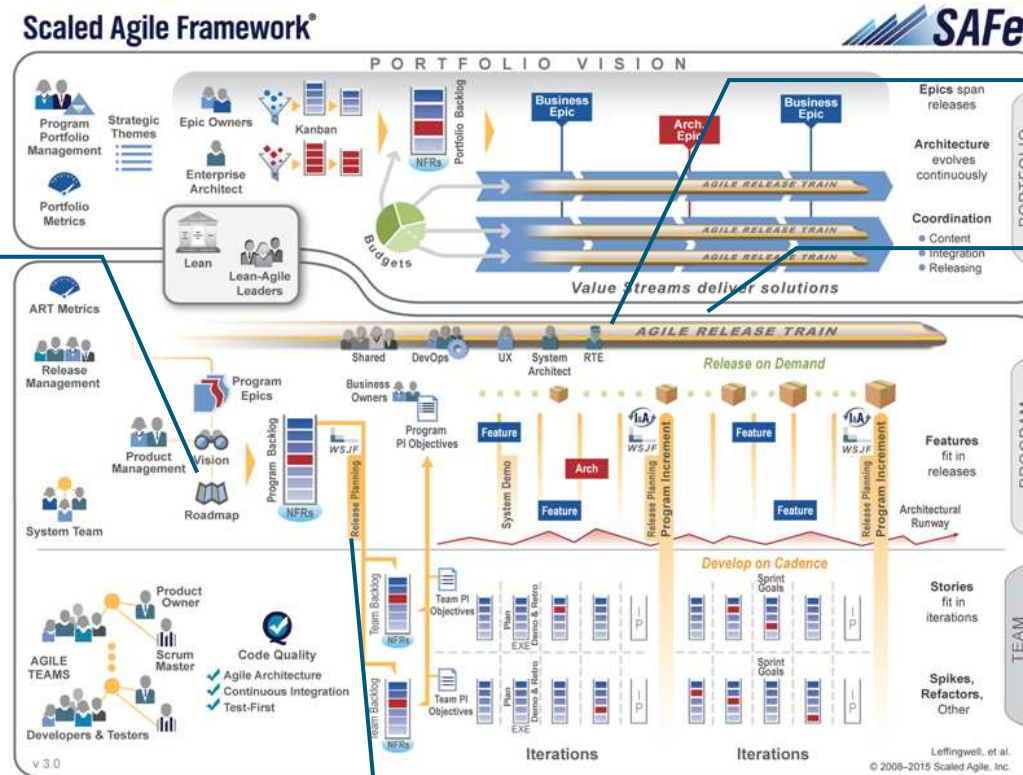 Scaled Agile Framework®
SAFe
PORTFOLIO VISION
Program
Portfolio
Management
Strategic
Themes
Portfolio
Metrics
Epic Owners
Kanban
Enterprise
Architect
Portfolio Backlog
NFRs
Business
Epic
Arch.
Epic
Business
Epic
AGILE RELEASE TRAIN
AGILE RELEASE TRAIN
AGILE RELEASE TRAIN
Value Streams deliver solutions
Budgets
Epics span
releases
Architecture
evolves
continuously
Coordination
Content
Integration
Releasing
PORTFOLIO
Lean
Lean-Agile
Leaders
ART Metrics
Release
Management
Product
Management
System Team
Program
Epics
Vision
Roadmap
Program Backlog
NFRs
WSJF
Release Planning
AGILE RELEASE TRAIN
Shared
DevOps
UX
System
Architect
RTE
Release on Demand
Business
Owners
Program
PI Objectives
Feature
System Demo
Arch
Feature
I&A
WSJF
Release Planning
Program Increment
Feature
Feature
I&A
WSJF
Release Planning
Program Increment
Features
fit in
releases
Architectural
Runway
PROGRAM
Develop on Cadence
AGILE
TEAMS
Product
Owner
Scrum
Master
Developers & Testers
Code Quality
Agile Architecture
Continuous Integration
Test-First
Team Backlog
NFRs
Team PI
Objectives
Plan
EXE
Demo & Retro
I
P
Sprint
Goals
I
P
Stories
fit in
iterations
Team Backlog
NFRs
Team PI
Objectives
Plan
EXE
Demo & Retro
I
P
Sprint
Goals
I
P
Spikes,
Refactors,
Other
TEAM
Iterations
Iterations
v 3.0
Leffingwell, et al.
© 2008–2015 Scaled Agile, Inc.